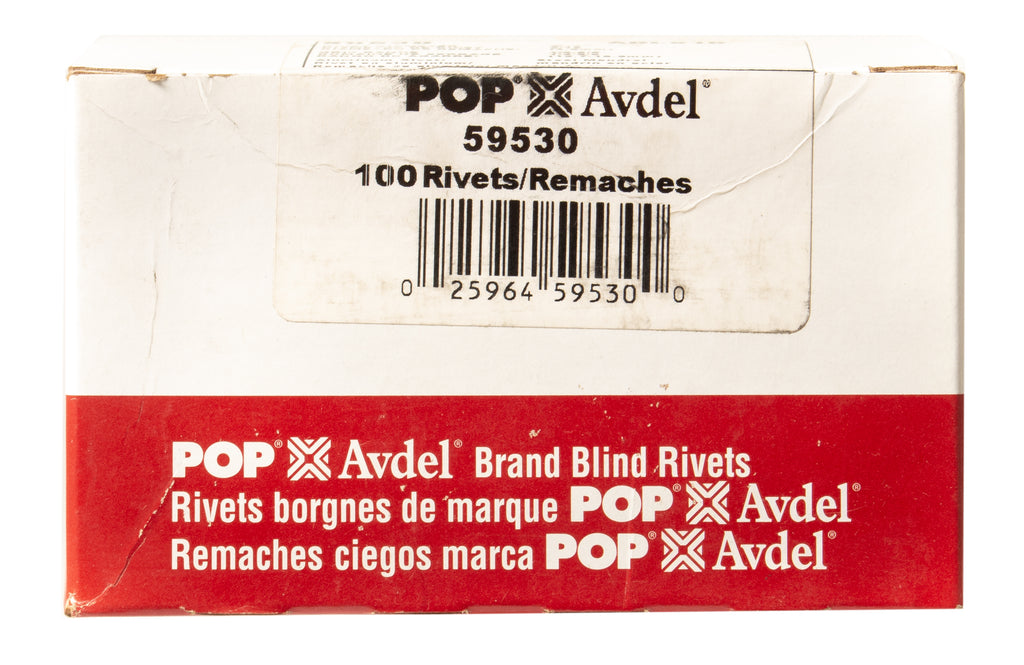 POP® Avdel®
59530
100 Rivets/Remaches
0 25964 59530 0
POP® Avdel® Brand Blind Rivets
Rivets borgnes de marque POP® Avdel®
Remaches ciegos marca POP® Avdel®